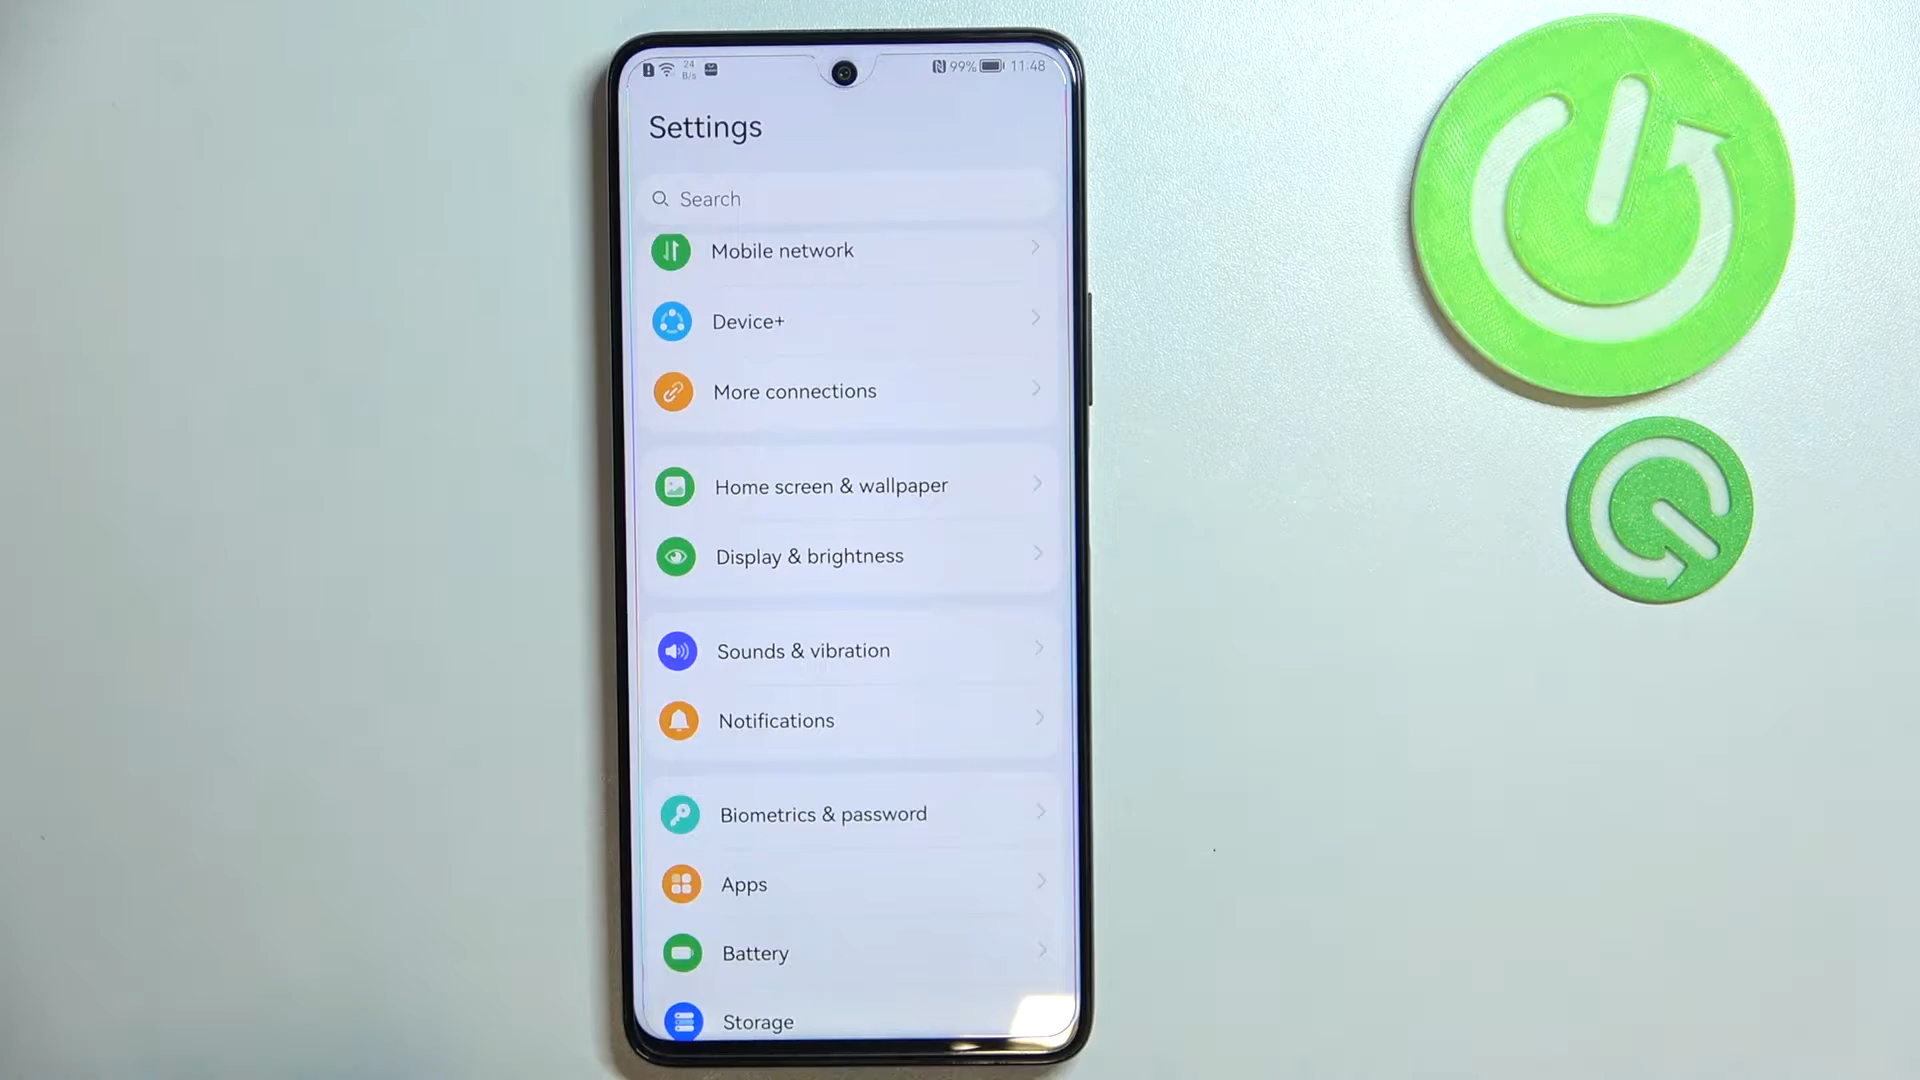 24
B/s
99%
11:48
Settings
Search
Mobile network
Device+
More connections
Home screen & wallpaper
Display & brightness
Sounds & vibration
Notifications
Biometrics & password
Apps
Battery
Storage